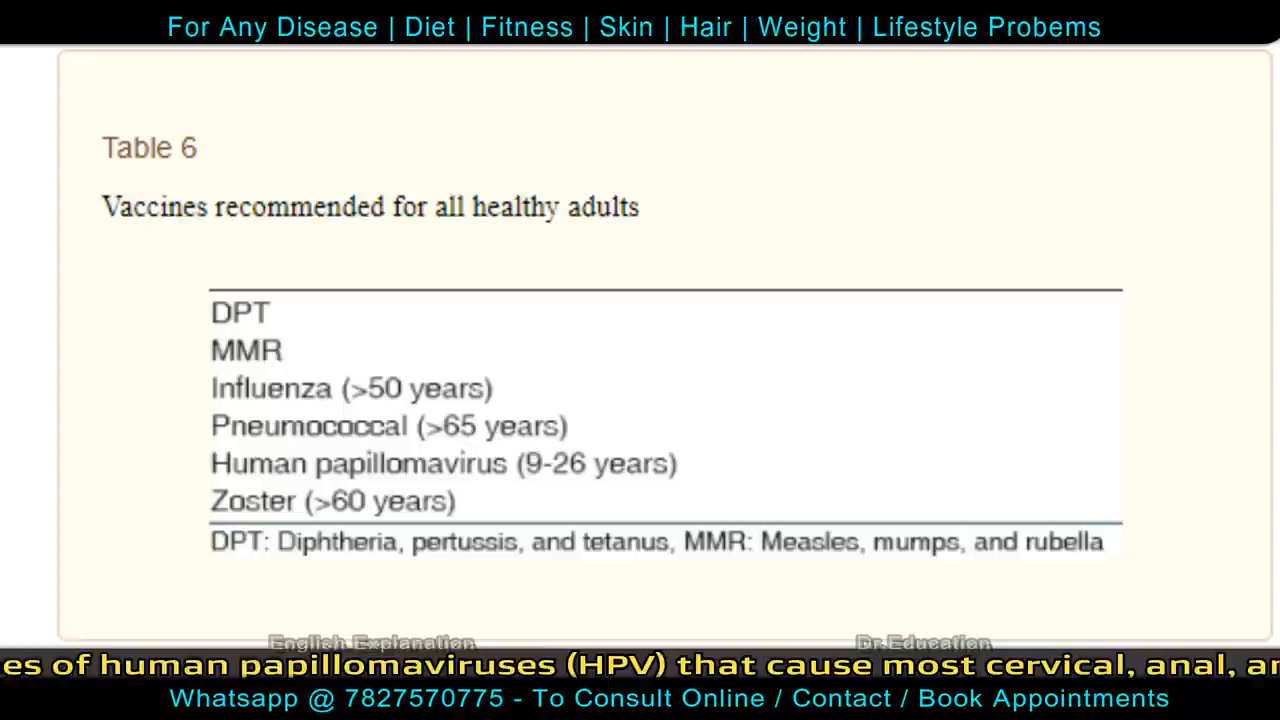 For Any Disease | Diet | Fitness | Skin | Hair | Weight | Lifestyle Probems
Table 6
Vaccines recommended for all healthy adults
DPT
MMR
Influenza (>50 years)
Pneumococcal (>65 years)
Human papillomavirus (9-26 years)
Zoster (>60 years)
DPT: Diphtheria, pertussis, and tetanus, MMR: Measles, mumps, and rubella
English Explanation Dr.Education
of human papillomaviruses (HPV) that cause most cervical, anal,
Whatsapp @ 7827570775 - To Consult Online / Contact / Book Appointments